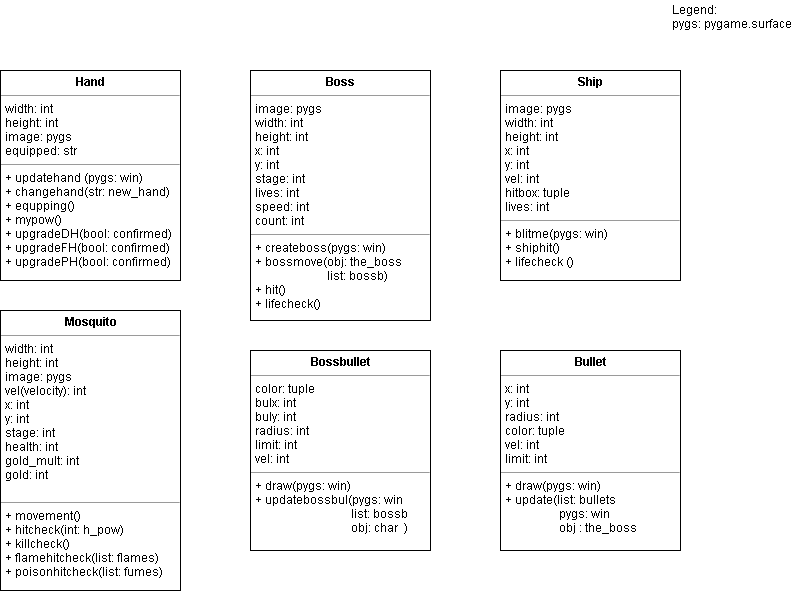 Legend:
pygs: pygame.surface
Hand
width: int
height: int
image: pygs
equipped: str
+ updatehand (pygs: win)
+ changehand(str: new_hand)
+ equpping()
+ mypow()
+ upgradeDH(bool: confirmed)
+ upgradeFH(bool: confirmed)
+ upgradePH(bool: confirmed)
Boss
image: pygs
width: int
height: int
x: int
y: int
stage: int
lives: int
speed: int
count: int
+ createboss(pygs: win)
+ bossmove(obj: the_boss
list: bossb)
+ hit()
+ lifecheck()
Ship
image: pygs
width: int
height: int
x: int
y: int
vel: int
hitbox: tuple
lives: int
+ blitme(pygs: win)
+ shiphit()
+ lifecheck ()
Mosquito
width: int
height: int
image: pygs
vel(velocity): int
x: int
y: int
stage: int
health: int
gold_mult: int
gold: int
+ movement()
+ hitcheck(int: h_pow)
+ killcheck()
+ flamehitcheck(list: flames)
+ poisonhitcheck(list: fumes)
Bossbullet
color: tuple
bulx: int
buly: int
radius: int
limit: int
vel: int
+ draw(pygs: win)
+ updatebossbul(pygs: win
list: bossb
obj: char )
Bullet
x: int
y: int
radius: int
color: tuple
vel: int
limit: int
+ draw(pygs: win)
+ update(list: bullets
pygs: win
obj : the_boss